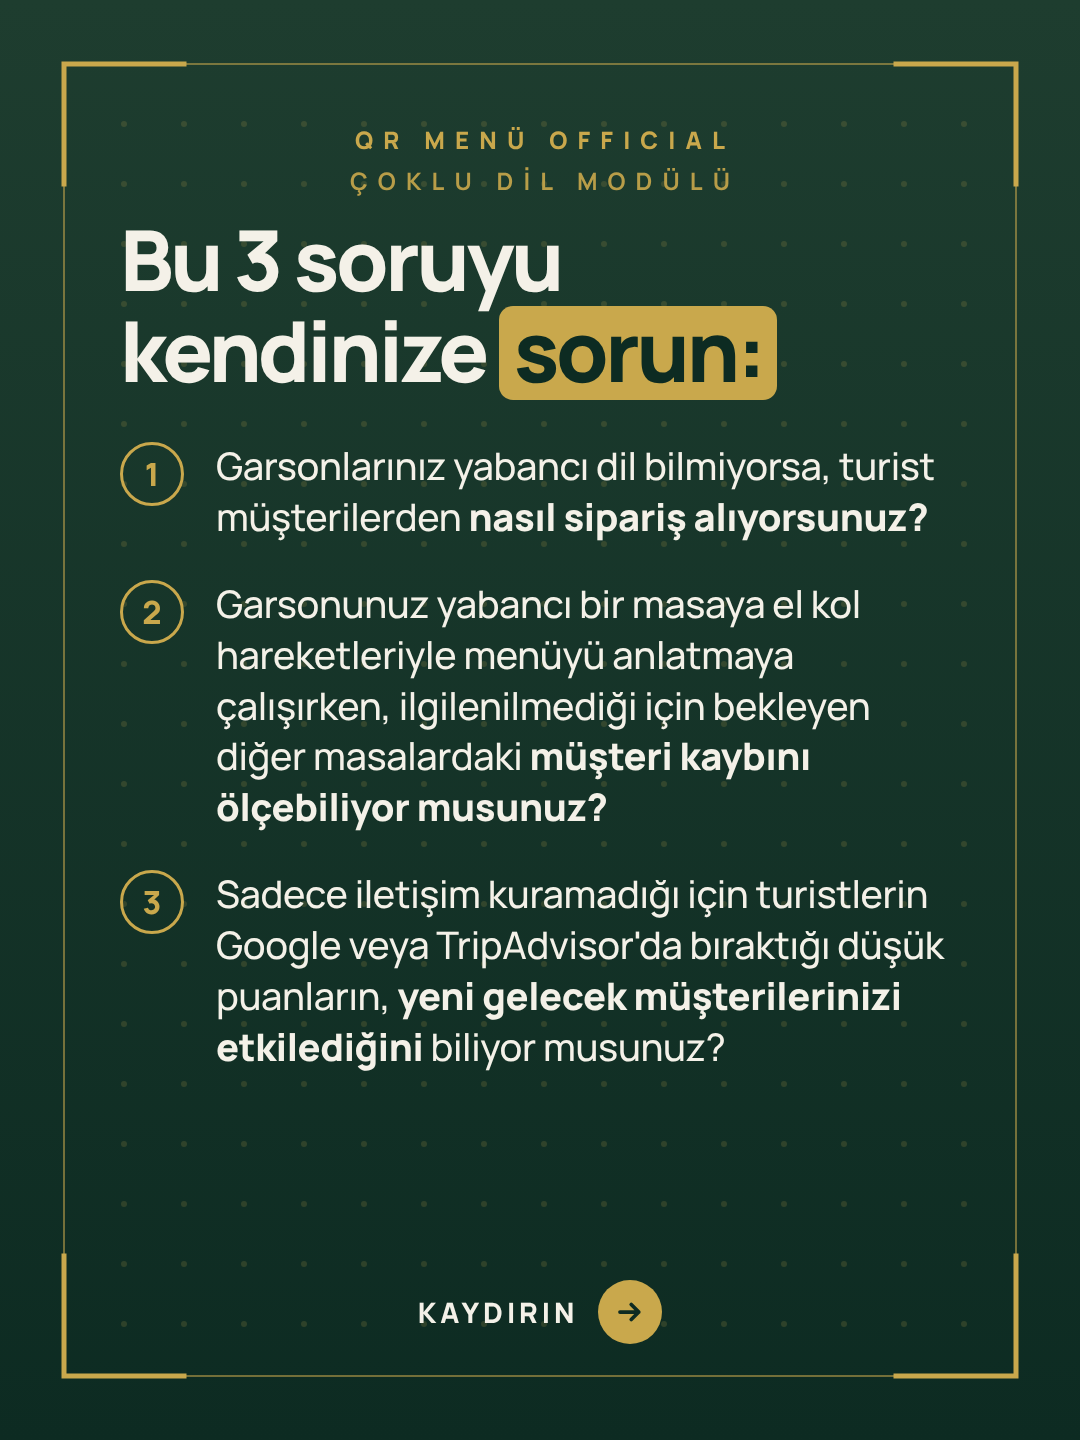 QR MENÜ OFFICIAL
ÇOKLU DİL MODÜLÜ
Bu 3 soruyu
kendinize sorun:
1 Garsonlarınız yabancı dil bilmiyorsa, turist
müşterilerden nasıl sipariş alıyorsunuz?
2 Garsonunuz yabancı bir masaya el kol
hareketleriyle menüyü anlatmaya
çalışırken, ilgilenilmediği için bekleyen
diğer masalardaki müşteri kaybını
ölçebiliyor musunuz?
3 Sadece iletişim kuramadığı için turistlerin
Google veya TripAdvisor'da bıraktığı düşük
puanların, yeni gelecek müşterilerinizi
etkilediğini biliyor musunuz?
KAYDIRIN